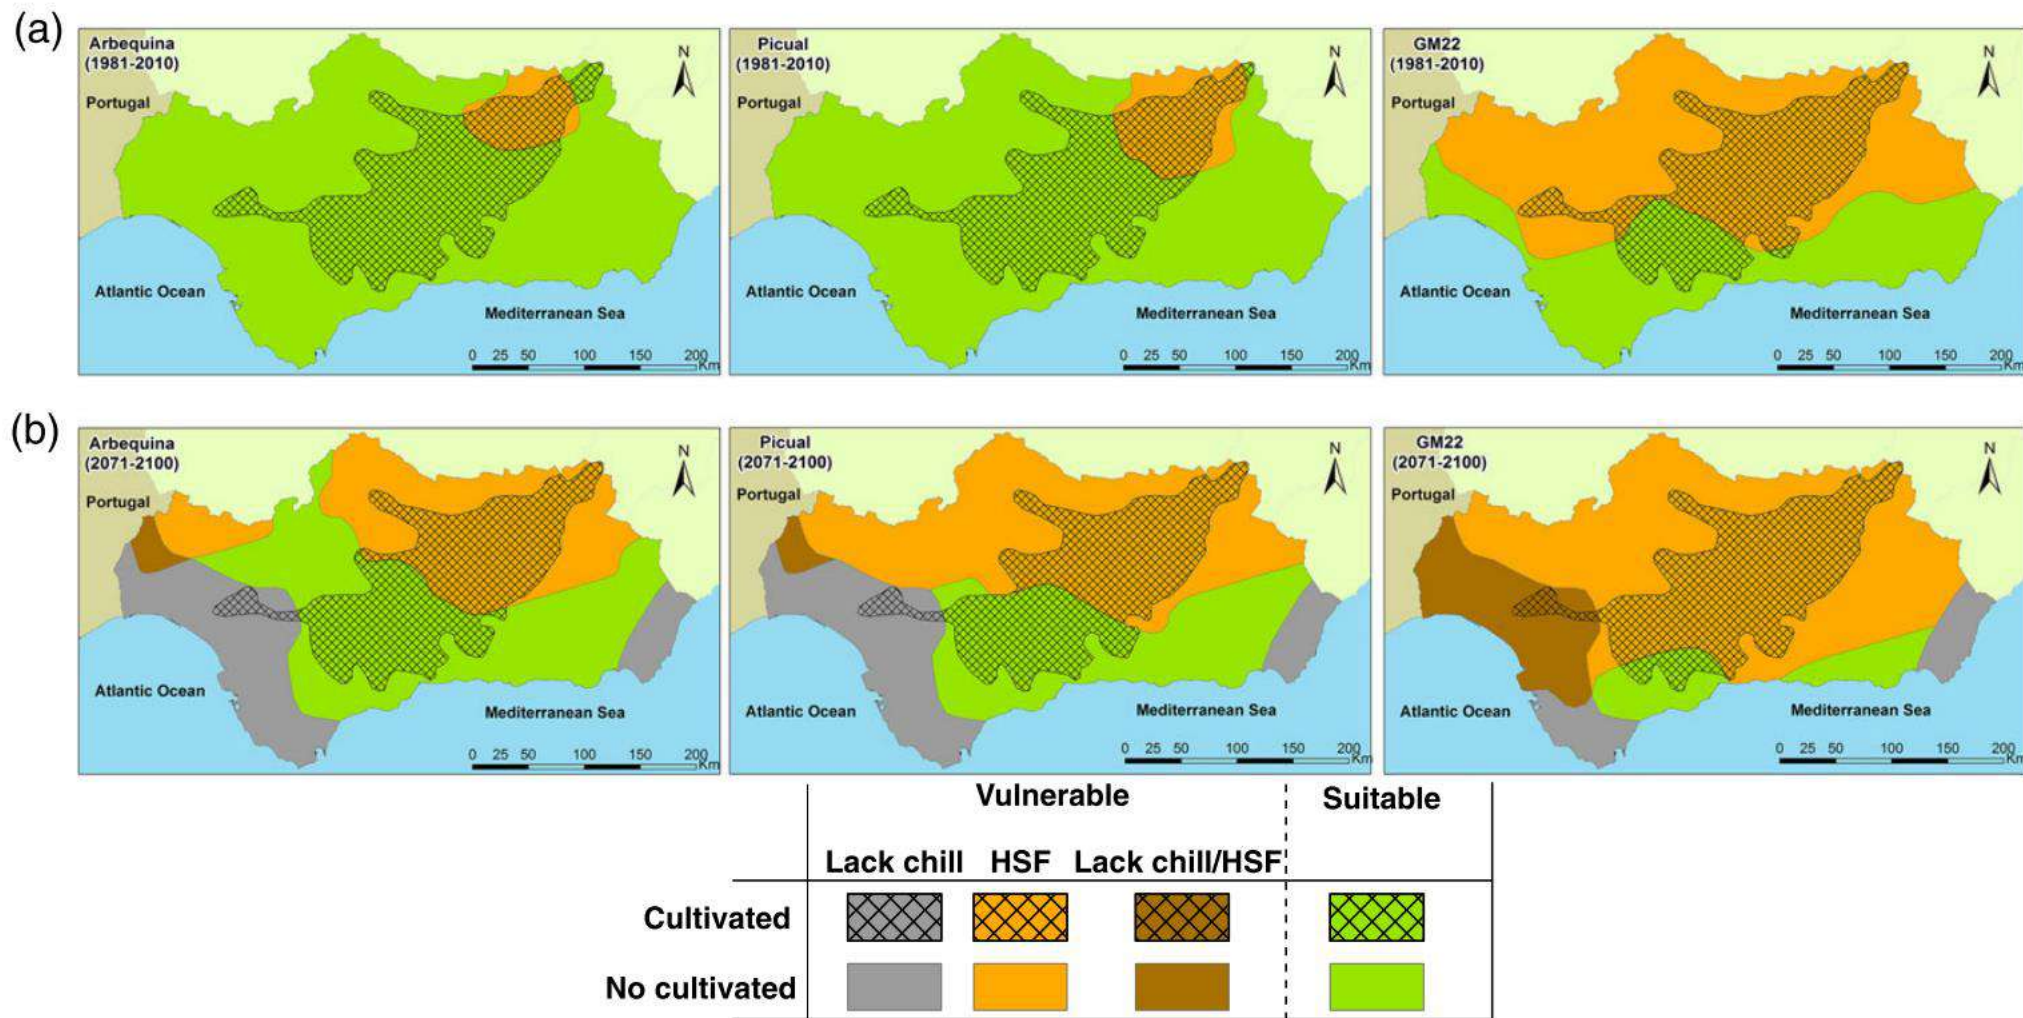 (a)
Arbequina
(1981-2010)
Portugal
N
Atlantic Ocean
Mediterranean Sea
0 25 50 100 150 200
Km
Picual
(1981-2010)
Portugal
N
Atlantic Ocean
Mediterranean Sea
0 25 50 100 150 200
Km
GM22
(1981-2010)
Portugal
N
Atlantic Ocean
Mediterranean Sea
0 25 50 100 150 200
Km
(b)
Arbequina
(2071-2100)
Portugal
N
Atlantic Ocean
Mediterranean Sea
0 25 50 100 150 200
Km
Picual
(2071-2100)
Portugal
N
Atlantic Ocean
Mediterranean Sea
0 25 50 100 150 200
Km
GM22
(2071-2100)
Portugal
N
Atlantic Ocean
Mediterranean Sea
0 25 50 100 150 200
Km
Vulnerable Suitable
Lack chill HSF Lack chill/HSF
Cultivated
No cultivated